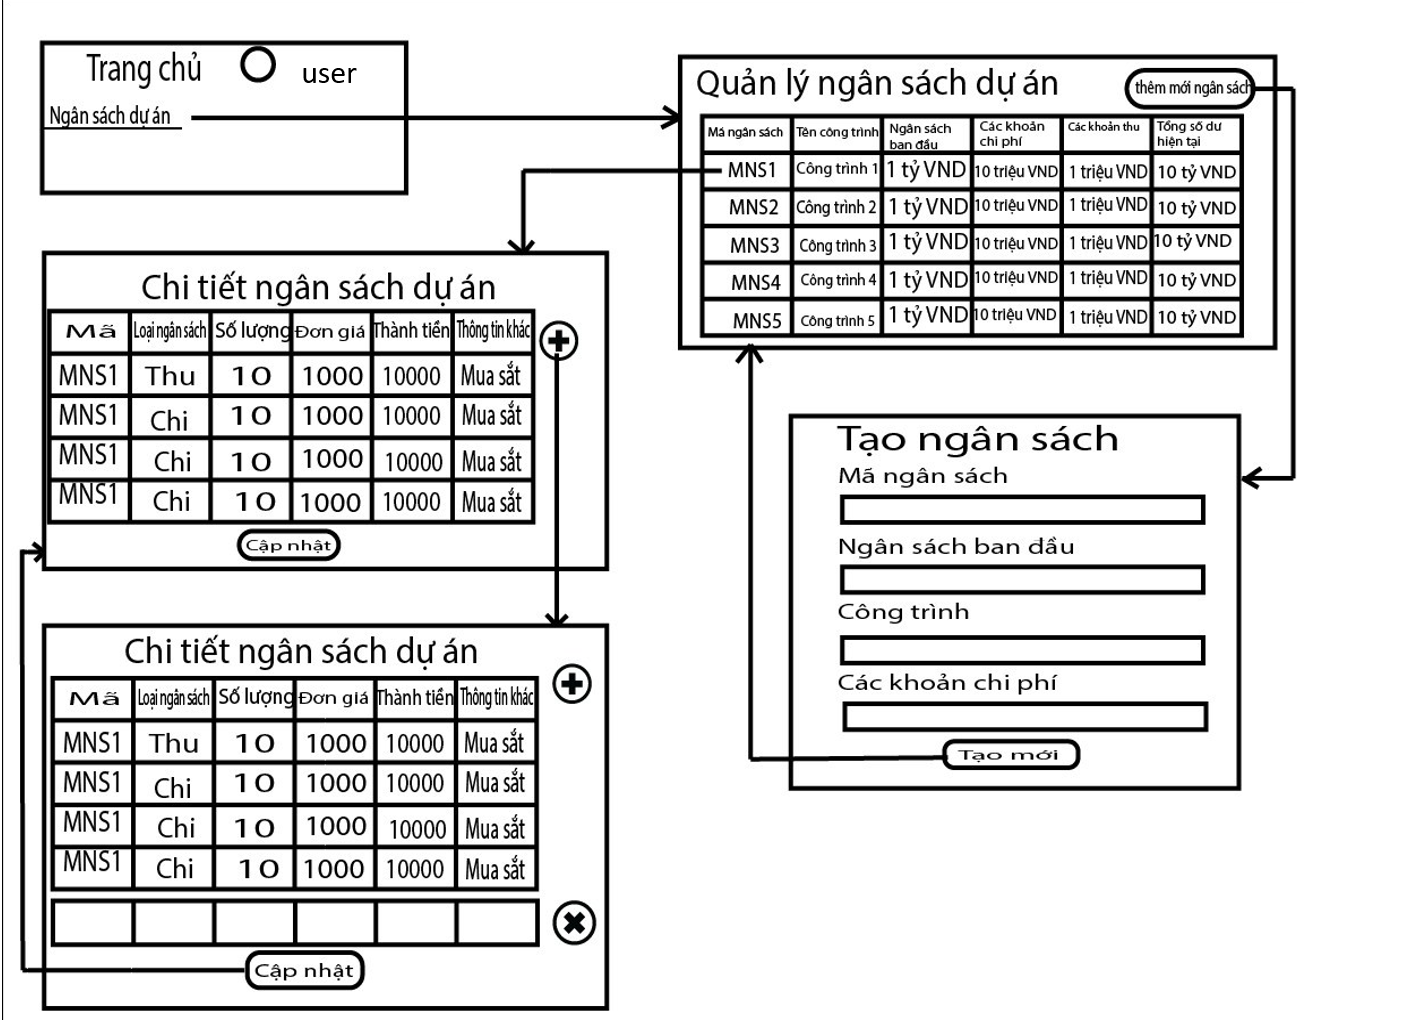 Trang chủ
user
Ngân sách dự án
Quản lý ngân sách dự án
thêm mới ngân sách
Mã ngân sách Tên công trình Ngân sách ban đầu Các khoản chi phí Các khoản thu Tổng số dư hiện tại
MNS1 Công trình 1 1 tỷ VND 10 triệu VND 1 triệu VND 10 tỷ VND
MNS2 Công trình 2 1 tỷ VND 10 triệu VND 1 triệu VND 10 tỷ VND
MNS3 Công trình 3 1 tỷ VND 10 triệu VND 1 triệu VND 10 tỷ VND
MNS4 Công trình 4 1 tỷ VND 10 triệu VND 1 triệu VND 10 tỷ VND
MNS5 Công trình 5 1 tỷ VND 10 triệu VND 1 triệu VND 10 tỷ VND
Chi tiết ngân sách dự án
Mã Loại ngân sách Số lượng Đơn giá Thành tiền Thông tin khác
MNS1 Thu 10 1000 10000 Mua sắt
MNS1 Chi 10 1000 10000 Mua sắt
MNS1 Chi 10 1000 10000 Mua sắt
MNS1 Chi 10 1000 10000 Mua sắt
Cập nhật
Tạo ngân sách
Mã ngân sách
Ngân sách ban đầu
Công trình
Các khoản chi phí
Tạo mới
Chi tiết ngân sách dự án
Mã Loại ngân sách Số lượng Đơn giá Thành tiền Thông tin khác
MNS1 Thu 10 1000 10000 Mua sắt
MNS1 Chi 10 1000 10000 Mua sắt
MNS1 Chi 10 1000 10000 Mua sắt
MNS1 Chi 10 1000 10000 Mua sắt
Cập nhật